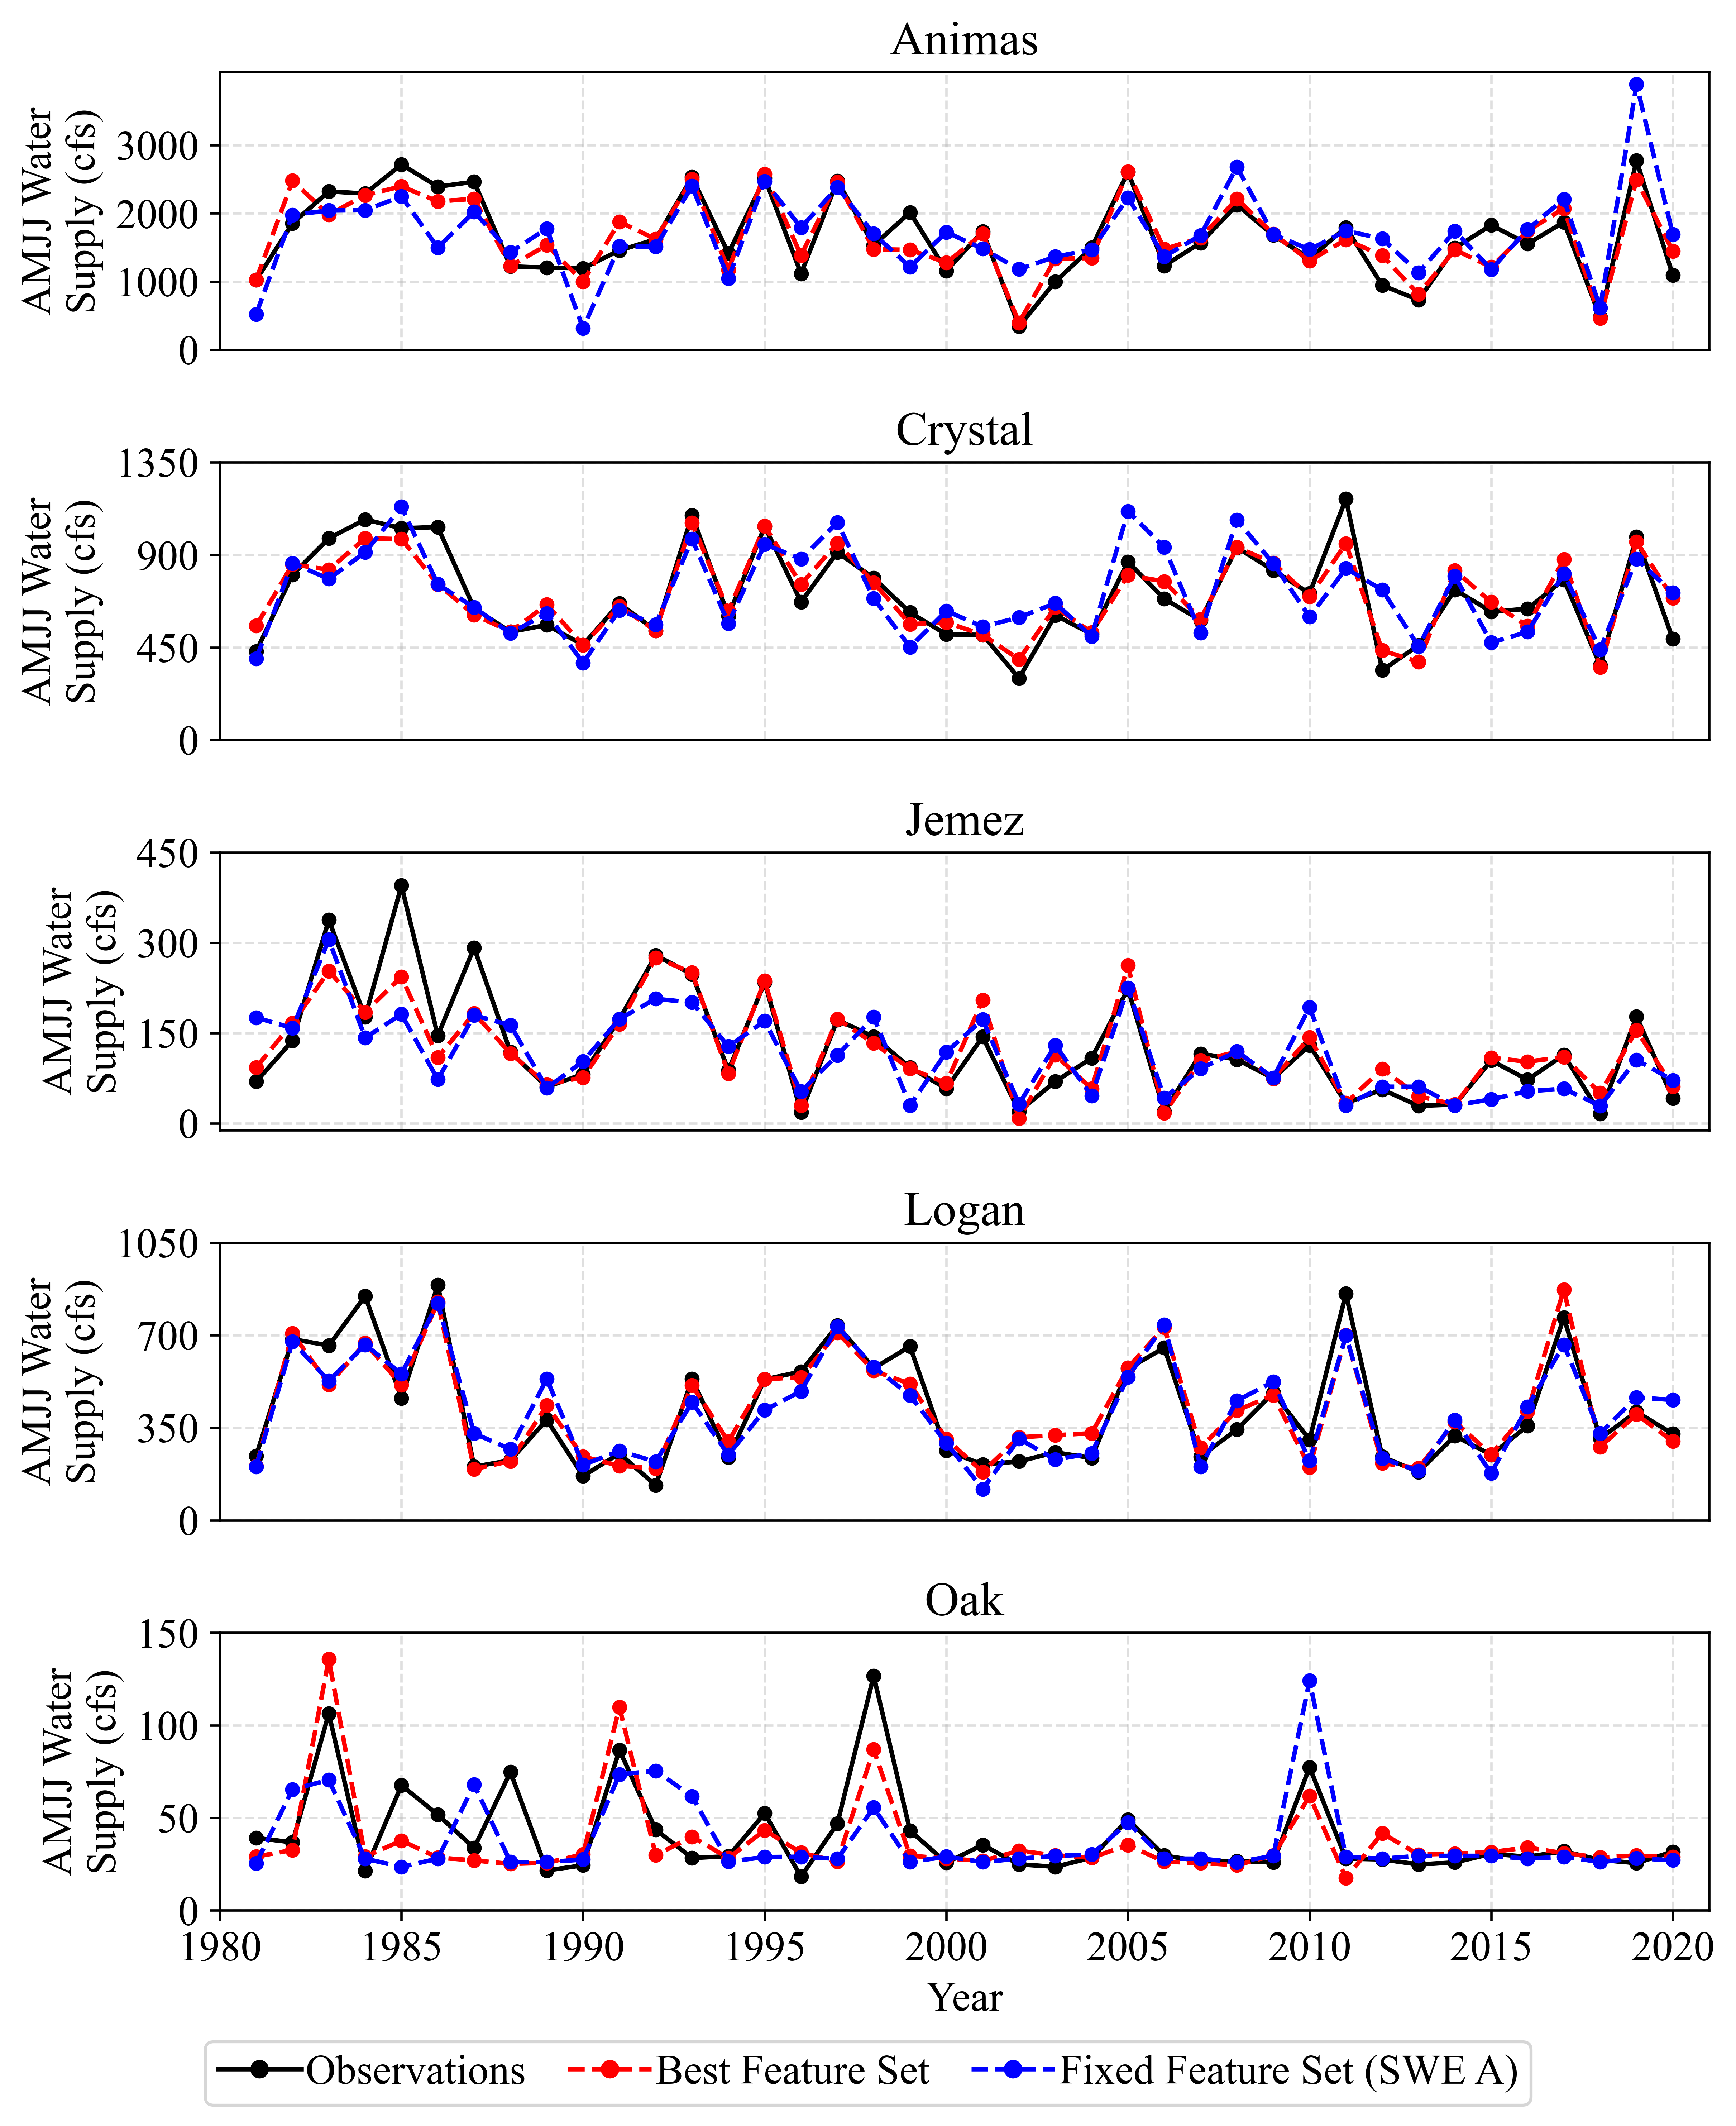 Animas
AMJJ Water
Supply (cfs)
3000
2000
1000
0
Crystal
AMJJ Water
Supply (cfs)
1350
900
450
0
Jemez
AMJJ Water
Supply (cfs)
450
300
150
0
Logan
AMJJ Water
Supply (cfs)
1050
700
350
0
Oak
AMJJ Water
Supply (cfs)
150
100
50
0
1980 1985 1990 1995 2000 2005 2010 2015 2020
Year
Observations Best Feature Set Fixed Feature Set (SWE A)